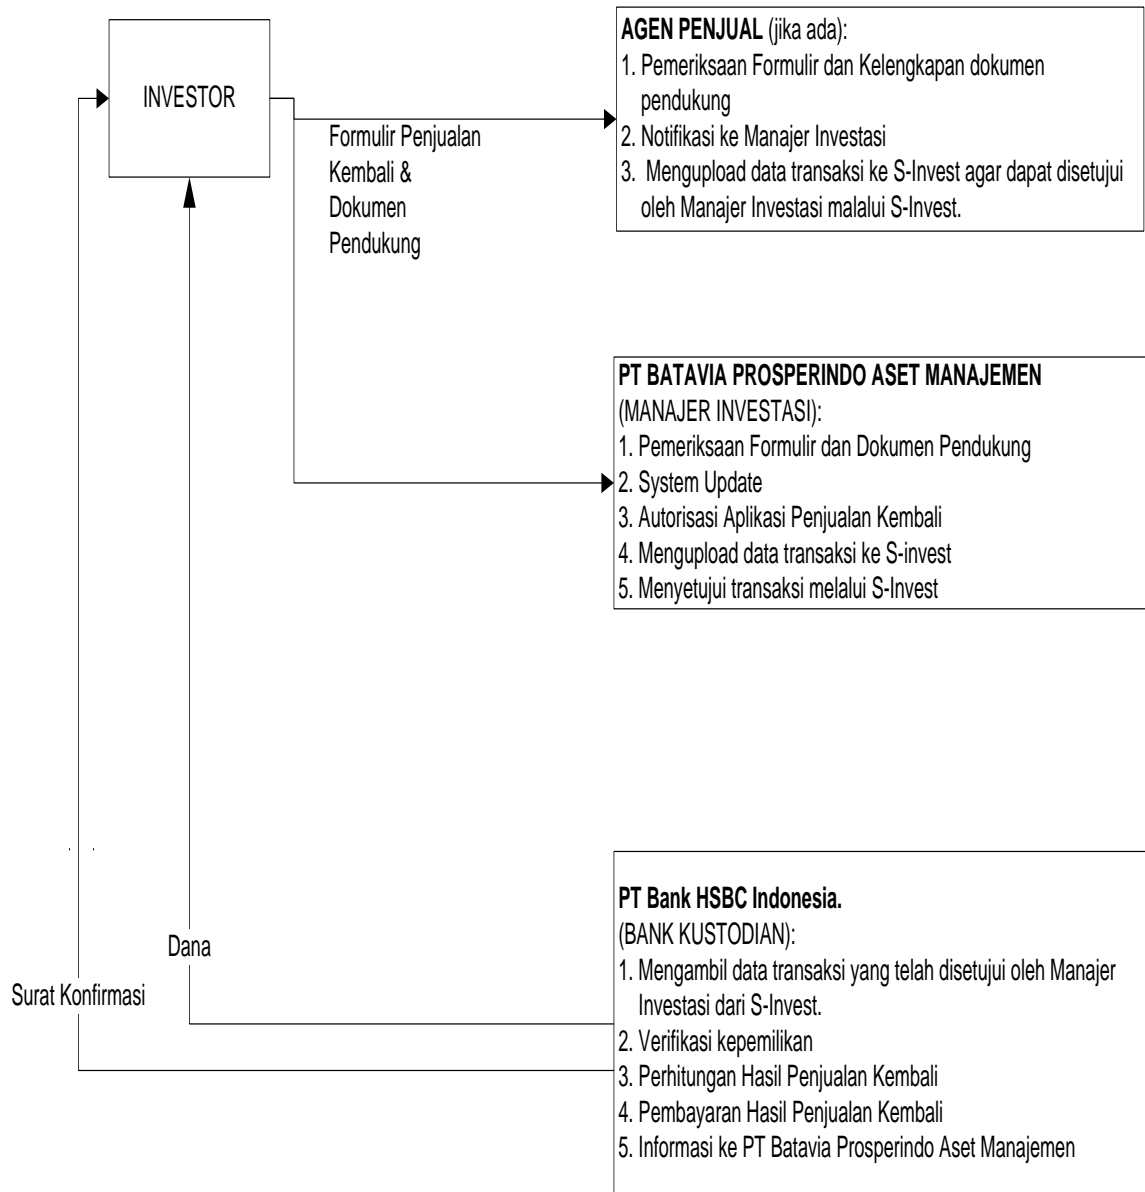 INVESTOR
Formulir Penjualan
Kembali &
Dokumen
Pendukung
AGEN PENJUAL (jika ada):
1. Pemeriksaan Formulir dan Kelengkapan dokumen
pendukung
2. Notifikasi ke Manajer Investasi
3. Mengupload data transaksi ke S-Invest agar dapat disetujui
oleh Manajer Investasi malalui S-Invest.
PT BATAVIA PROSPERINDO ASET MANAJEMEN
(MANAJER INVESTASI):
1. Pemeriksaan Formulir dan Dokumen Pendukung
2. System Update
3. Autorisasi Aplikasi Penjualan Kembali
4. Mengupload data transaksi ke S-invest
5. Menyetujui transaksi melalui S-Invest
Dana
Surat Konfirmasi
PT Bank HSBC Indonesia.
(BANK KUSTODIAN):
1. Mengambil data transaksi yang telah disetujui oleh Manajer
Investasi dari S-Invest.
2. Verifikasi kepemilikan
3. Perhitungan Hasil Penjualan Kembali
4. Pembayaran Hasil Penjualan Kembali
5. Informasi ke PT Batavia Prosperindo Aset Manajemen